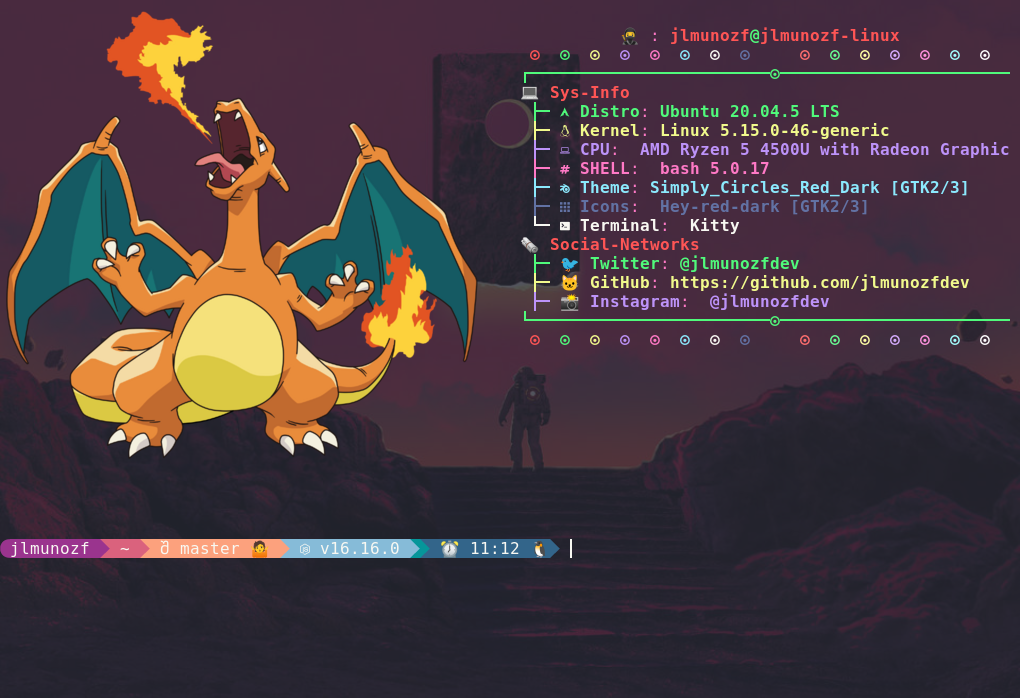 : jlmunozf@jlmunozf-linux
Sys-Info
Distro: Ubuntu 20.04.5 LTS
Kernel: Linux 5.15.0-46-generic
CPU: AMD Ryzen 5 4500U with Radeon Graphic
# SHELL: bash 5.0.17
Theme: Simply_Circles_Red_Dark [GTK2/3]
Icons: Hey-red-dark [GTK2/3]
Terminal: Kitty
Social-Networks
Twitter: @jlmunozfdev
GitHub: https://github.com/jlmunozfdev
Instagram: @jlmunozfdev
jlmunozf ~ master v16.16.0 11:12